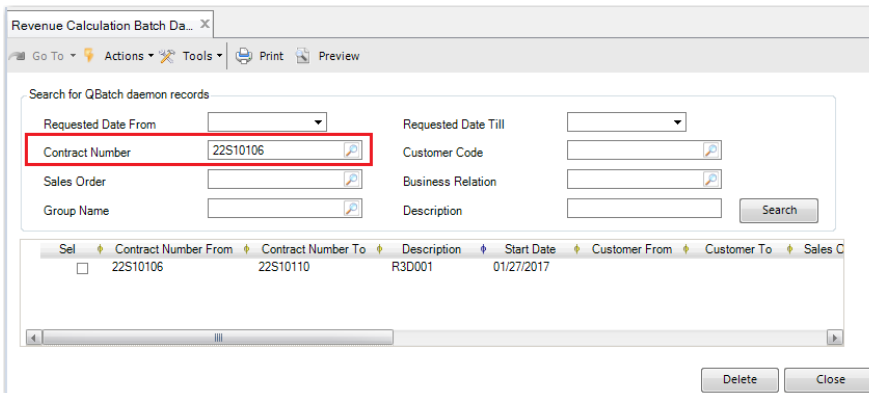 Revenue Calculation Batch Da... X
Go To Actions Tools Print Preview
Search for QBatch daemon records
Requested Date From Requested Date Till
Contract Number 22S10106 Customer Code
Sales Order Business Relation
Group Name Description Search
Sel Contract Number From Contract Number To Description Start Date Customer From Customer To Sales O
22S10106 22S10110 R3D001 01/27/2017
Delete Close